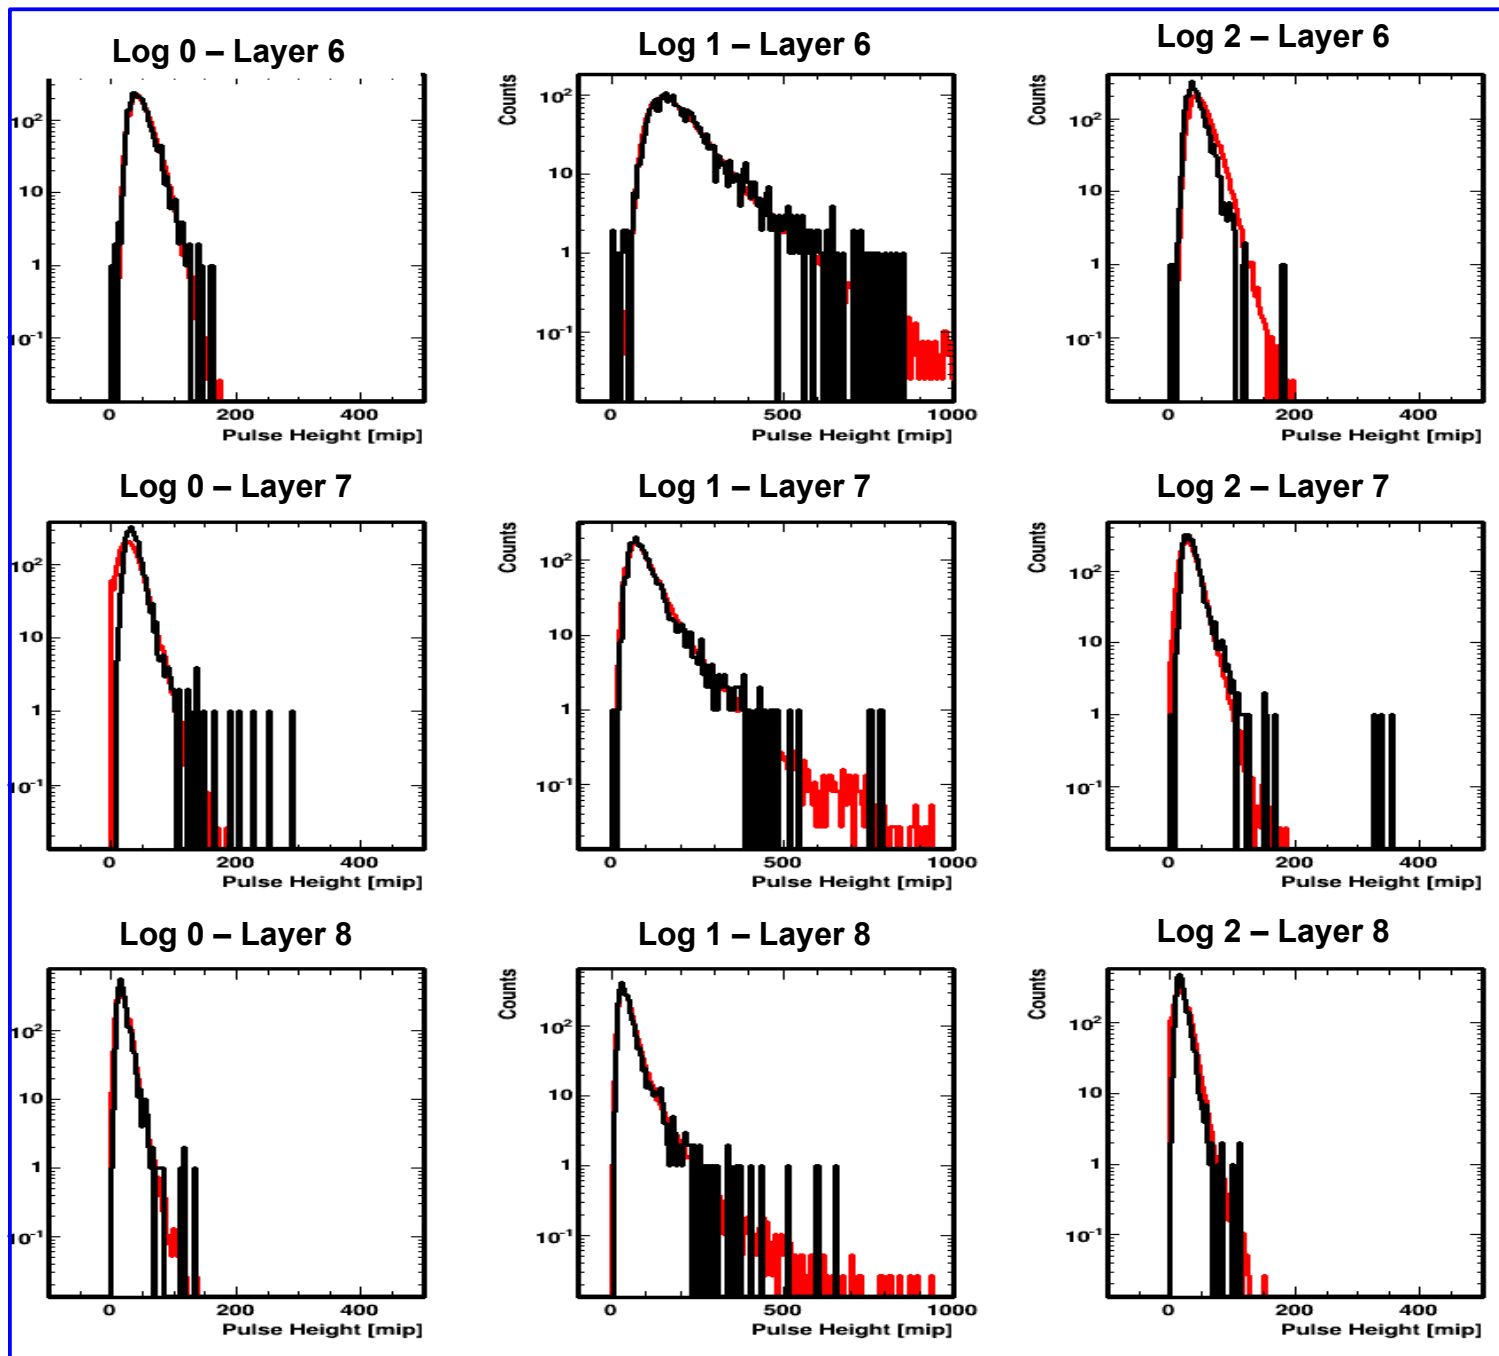 Log 0 – Layer 6
10²
10
1
10⁻¹
0 200 400
Pulse Height [mip]
Log 1 – Layer 6
Counts
10²
10
1
10⁻¹
0 500 1000
Pulse Height [mip]
Log 2 – Layer 6
Counts
10²
10
1
10⁻¹
0 200 400
Pulse Height [mip]
Log 0 – Layer 7
10²
10
1
10⁻¹
0 200 400
Pulse Height [mip]
Log 1 – Layer 7
Counts
10²
10
1
10⁻¹
0 500 1000
Pulse Height [mip]
Log 2 – Layer 7
Counts
10²
10
1
10⁻¹
0 200 400
Pulse Height [mip]
Log 0 – Layer 8
10²
10
1
10⁻¹
0 200 400
Pulse Height [mip]
Log 1 – Layer 8
Counts
10²
10
1
10⁻¹
0 500 1000
Pulse Height [mip]
Log 2 – Layer 8
Counts
10²
10
1
10⁻¹
0 200 400
Pulse Height [mip]